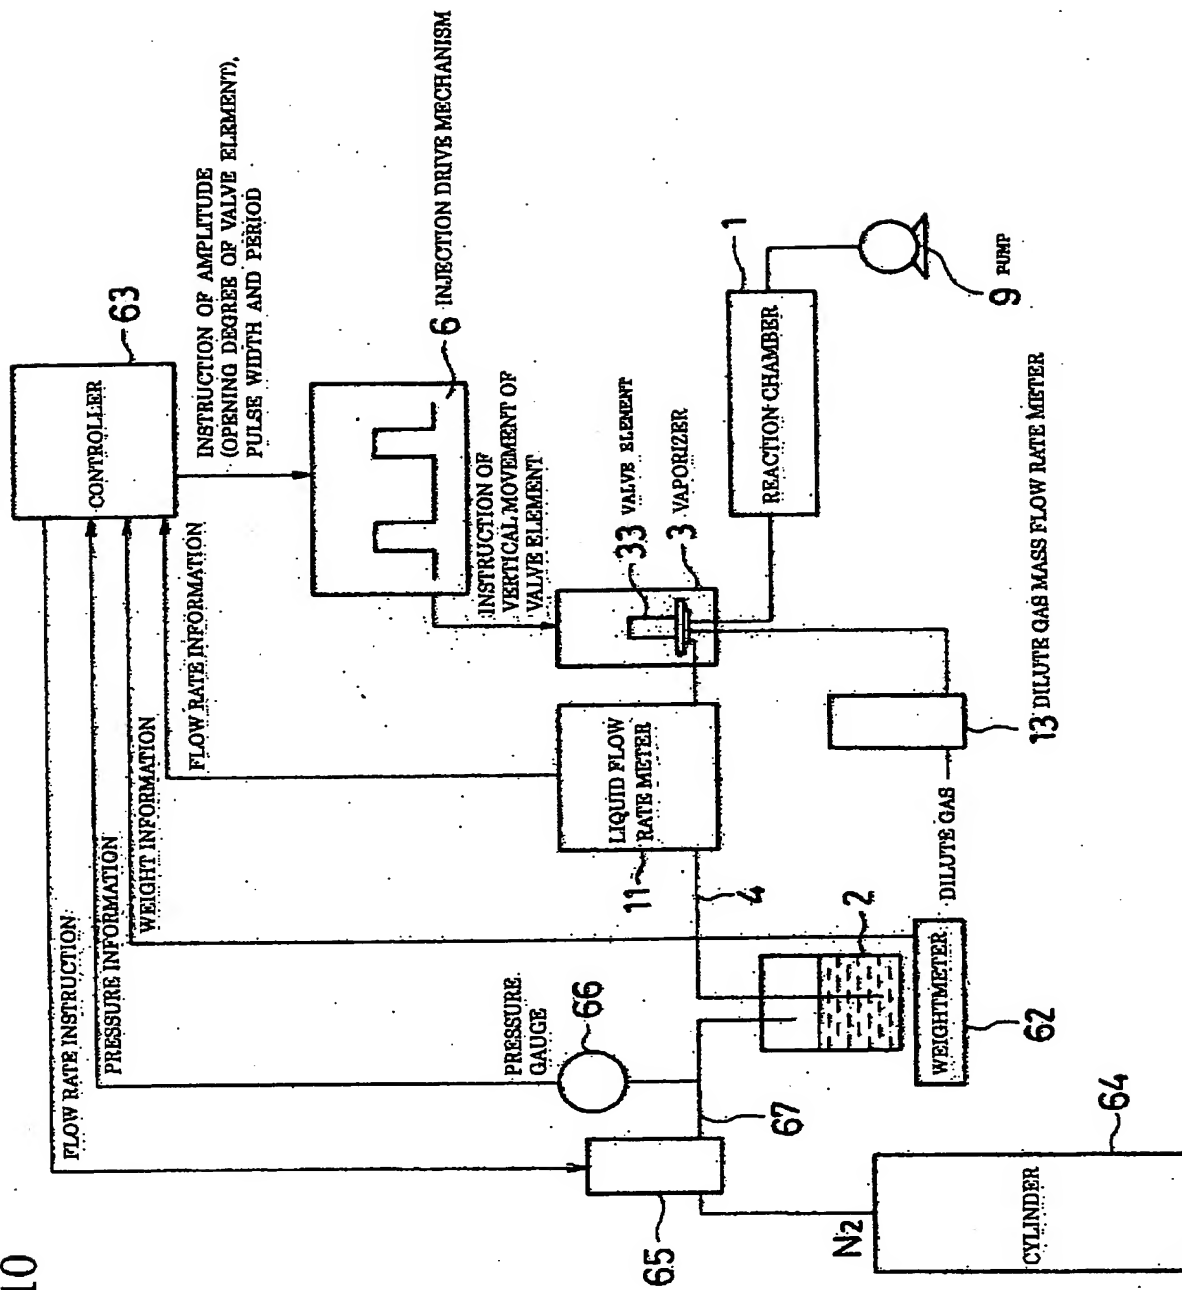 10
FLOW RATE INSTRUCTION
PRESSURE INFORMATION
WEIGHT INFORMATION
FLOW RATE INFORMATION
CONTROLLER
63
INSTRUCTION OF AMPLITUDE
(OPENING DEGREE OF VALVE ELEMENT),
PULSE WIDTH AND PERIOD
6 INJECTION DRIVE MECHANISM
INSTRUCTION OF
VERTICAL MOVEMENT OF
VALVE ELEMENT
33 VALVE ELEMENT
3 VAPORIZER
LIQUID FLOW
RATE METER
11
4
PRESSURE
GAUGE
66
65
67
2
WEIGHTMETER
62
N2
CYLINDER
64
DILUTE GAS
13 DILUTE GAS MASS FLOW RATE METER
REACTION CHAMBER
1
9 PUMP